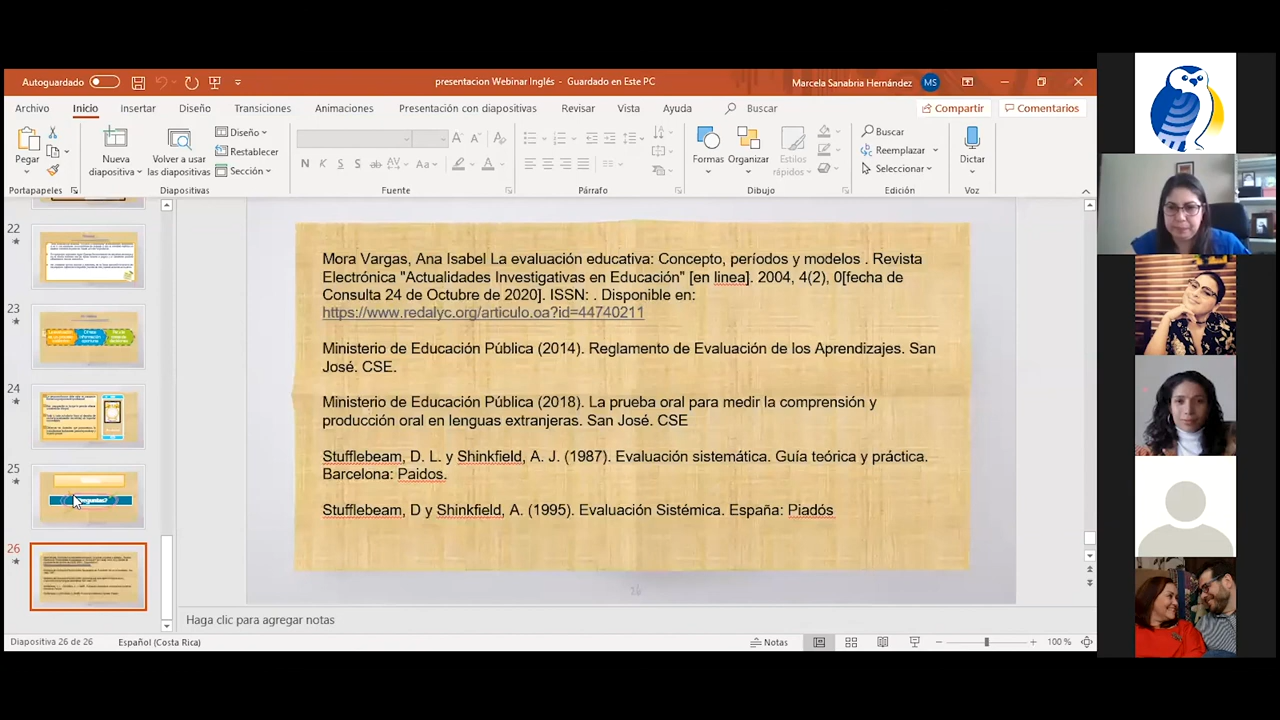 Autoguardado
presentacion Webinar Inglés - Guardado en Este PC
Marcela Sanabria Hernández
MS
Archivo Inicio Insertar Diseño Transiciones Animaciones Presentación con diapositivas Revisar Vista Ayuda Buscar Compartir Comentarios
Pegar
Nueva diapositiva
Volver a usar las diapositivas
Diseño
Restablecer
Sección
N K S S ab AV Aa A
Formas Organizar Estilos rápidos
Buscar
Reemplazar
Seleccionar
Dictar
Portapapeles Diapositivas Fuente Párrafo Dibujo Edición Voz
22
23
24
25
26
Mora Vargas, Ana Isabel La evaluación educativa: Concepto, períodos y modelos . Revista
Electrónica "Actualidades Investigativas en Educación" [en linea]. 2004, 4(2), 0[fecha de
Consulta 24 de Octubre de 2020]. ISSN: . Disponible en:
https://www.redalyc.org/articulo.oa?id=44740211
Ministerio de Educación Pública (2014). Reglamento de Evaluación de los Aprendizajes. San
José. CSE.
Ministerio de Educación Pública (2018). La prueba oral para medir la comprensión y
producción oral en lenguas extranjeras. San José. CSE
Stufflebeam, D. L. y Shinkfield, A. J. (1987). Evaluación sistemática. Guía teórica y práctica.
Barcelona: Paidos.
Stufflebeam, D y Shinkfield, A. (1995). Evaluación Sistémica. España: Piadós
26
Haga clic para agregar notas
Diapositiva 26 de 26 Español (Costa Rica) Notas 100 %